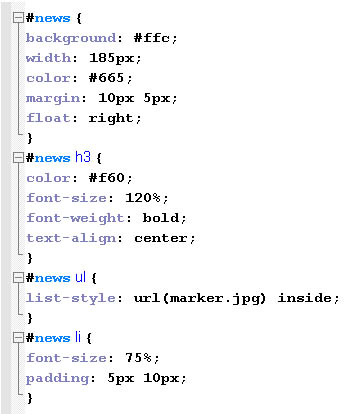 #news {
background: #ffc;
width: 185px;
color: #665;
margin: 10px 5px;
float: right;
}
#news h3 {
color: #f60;
font-size: 120%;
font-weight: bold;
text-align: center;
}
#news ul {
list-style: url(marker.jpg) inside;
}
#news li {
font-size: 75%;
padding: 5px 10px;
}